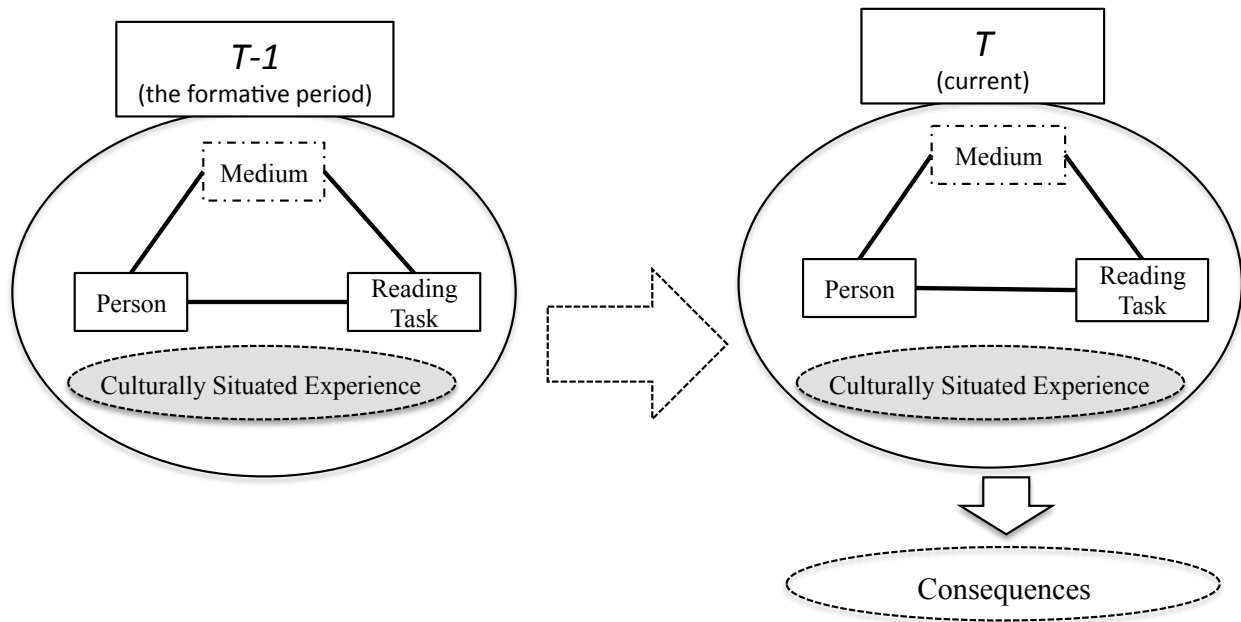 T-1
(the formative period)
Medium
Person
Reading
Task
Culturally Situated Experience
T
(current)
Medium
Person
Reading
Task
Culturally Situated Experience
Consequences